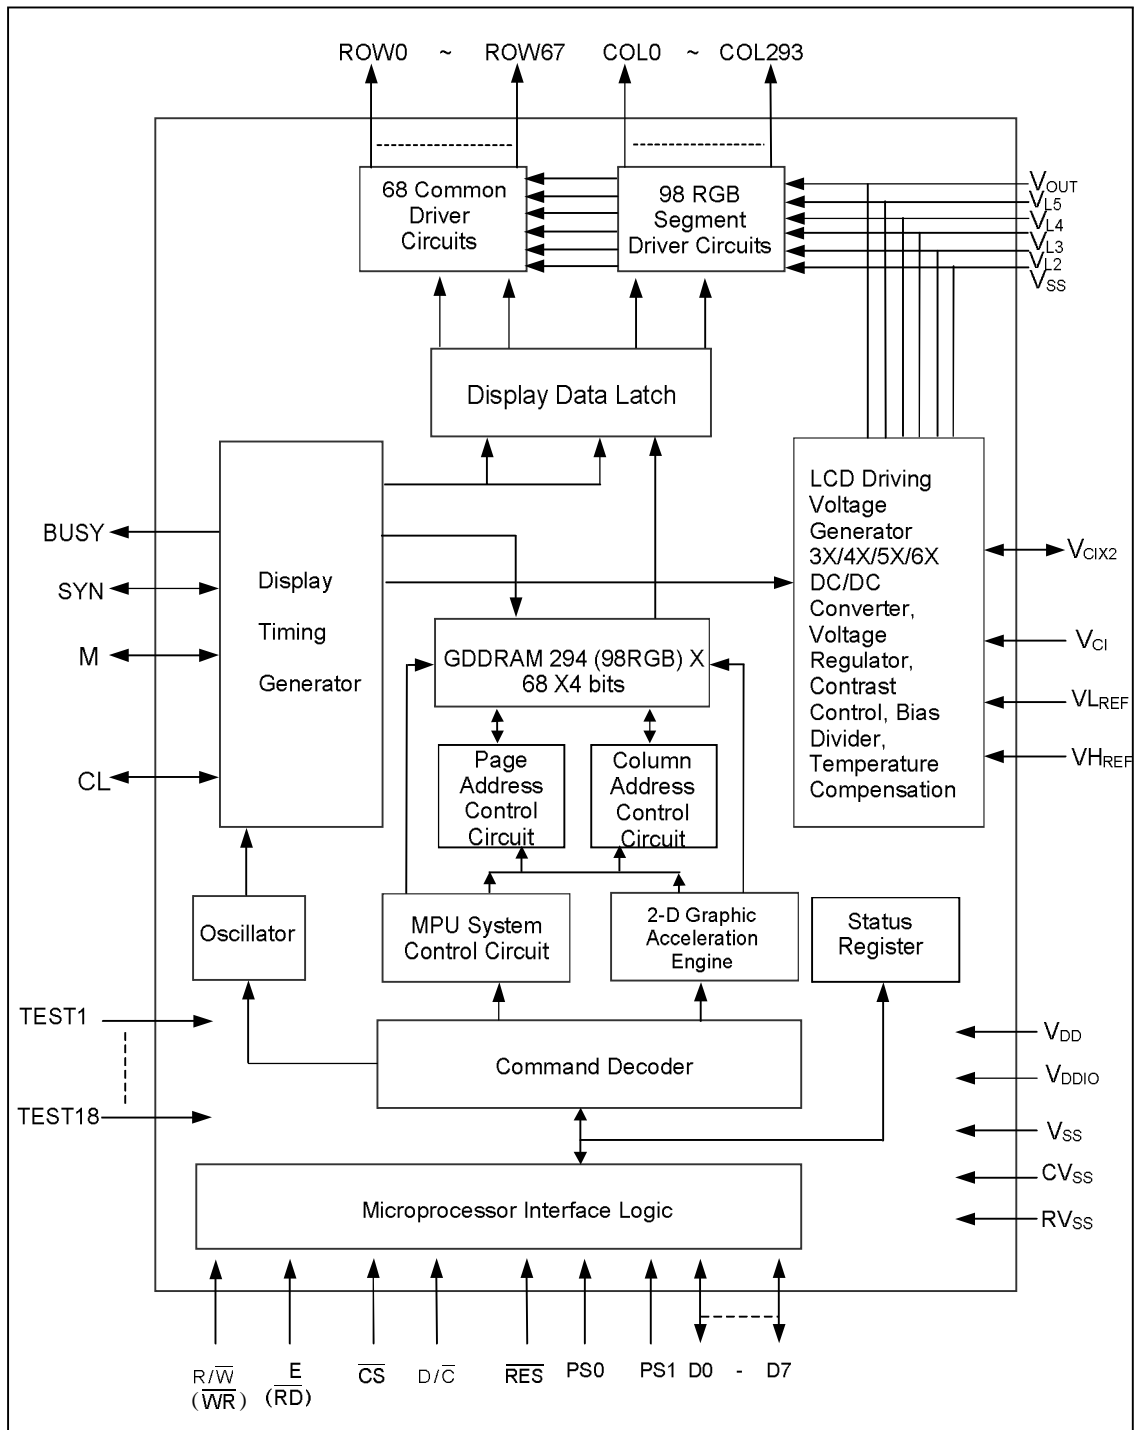 ROW0 ~ ROW67 COL0 ~ COL293
68 Common
Driver
Circuits
98 RGB
Segment
Driver Circuits
VOUT
VL5
VL4
VL3
VL2
VSS
Display Data Latch
LCD Driving
Voltage
Generator
3X/4X/5X/6X
DC/DC
Converter,
Voltage
Regulator,
Contrast
Control, Bias
Divider,
Temperature
Compensation
BUSY
SYN
M
CL
Display
Timing
Generator
VCIX2
VCI
VLREF
VHREF
GDDRAM 294 (98RGB) X
68 X4 bits
Page
Address
Control
Circuit
Column
Address
Control
Circuit
Oscillator
MPU System
Control Circuit
2-D Graphic
Acceleration
Engine
Status
Register
TEST1
TEST18
Command Decoder
VDD
VDDIO
VSS
CVSS
RVSS
Microprocessor Interface Logic
R/W̅
(W̅R̅)
E
(R̅D̅)
C̅S̅
D/C̅
R̅E̅S̅
PS0
PS1
D0 - D7